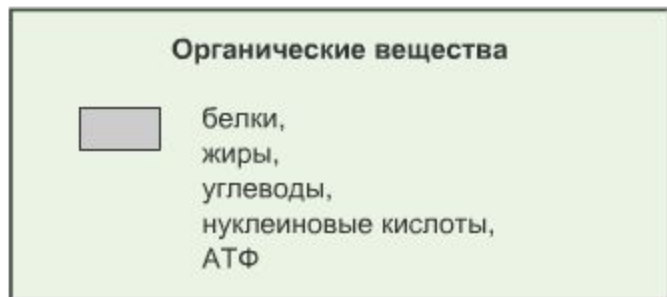 Органические вещества
белки,
жиры,
углеводы,
нуклеиновые кислоты,
АТФ